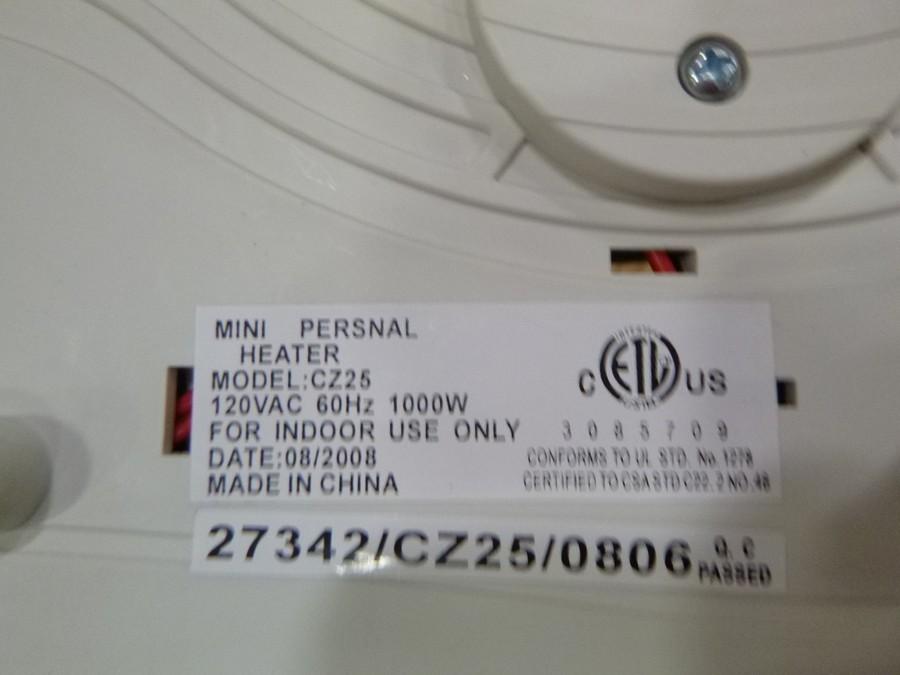 MINI PERSNAL
HEATER
MODEL:CZ25
120VAC 60Hz 1000W
FOR INDOOR USE ONLY
DATE:08/2008
MADE IN CHINA
C ETL US
3085709
CONFORMS TO UL STD. No. 1278
CERTIFIED TO CSA STD C22.2 NO.46
27342/CZ25/0806
Q.C
PASSED